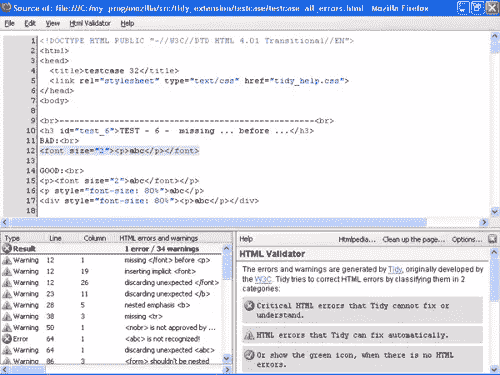 Source of: file:///C:/my_prog/mozilla/src/tidy_extension/testcase/testcase_all_errors.html - Mozilla Firefox
File Edit View Html Validator Help
1 <!DOCTYPE HTML PUBLIC "-//W3C//DTD HTML 4.01 Transitional//EN">
2 <html>
3 <head>
4 <title>testcase 32</title>
5 <link rel="stylesheet" type="text/css" href="tidy_help.css">
6 </head>
7 <body>
8
9 <hr>--------------------------------------------------<br>
10 <h3 id="test_6">TEST - 6 - missing ... before ...</h3>
11 BAD:<br>
12 <font size="2"><p>abc</p></font>
13
14 GOOD:<br>
15 <p><font size="2">abc</font></p>
16 <p style="font-size: 80%">abc</p>
17 <div style="font-size: 80%"><p>abc</p></div>
18
Type Line Column HTML errors and warnings
Result 1 error / 34 warnings
Warning 12 1 missing </font> before <p>
Warning 12 19 inserting implicit <font>
Warning 12 26 discarding unexpected </font>
Warning 23 11 discarding unexpected </b>
Warning 28 5 nested emphasis <b>
Warning 38 3 missing <br>
Warning 50 1 <nobr> is not approved by ...
Error 64 1 <abc> is not recognized!
Warning 64 1 discarding unexpected <abc>
Warning 86 3 <form> shouldn't be nested
Help Htmlpedia... Clean up the page... Options...
HTML Validator
The errors and warnings are generated by Tidy, originally developed by
the W3C. Tidy tries to correct HTML errors by classifying them in 2
categories:
Critical HTML errors that Tidy cannot fix or
understand.
HTML errors that Tidy can fix automatically.
Or show the green icon, when there is no HTML
errors.